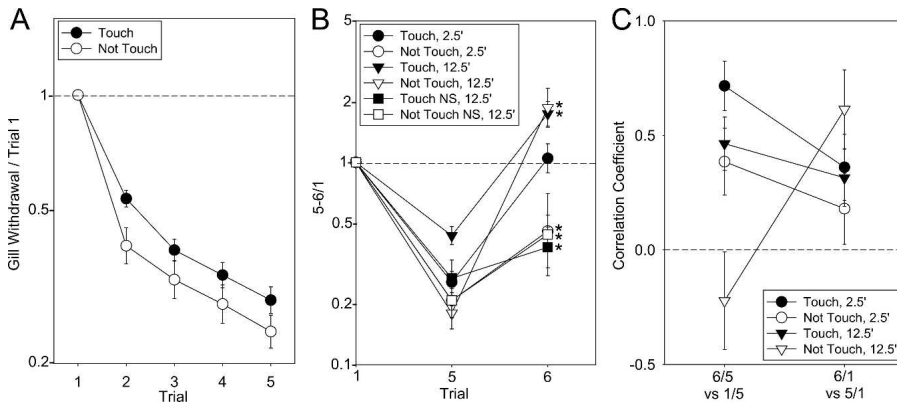 A
Touch
Not Touch
Gill Withdrawal / Trial 1
1
0.5
0.2
1
2
3
4
5
Trial
B
Touch, 2.5'
Not Touch, 2.5'
Touch, 12.5'
Not Touch, 12.5'
Touch NS, 12.5'
Not Touch NS, 12.5'
5-6/1
5
2
1
0.5
0.2
0.1
*
*
*
*
*
1
5
6
Trial
C
Correlation Coefficient
1.0
0.5
0.0
-0.5
Touch, 2.5'
Not Touch, 2.5'
Touch, 12.5'
Not Touch, 12.5'
6/5
vs 1/5
6/1
vs 5/1